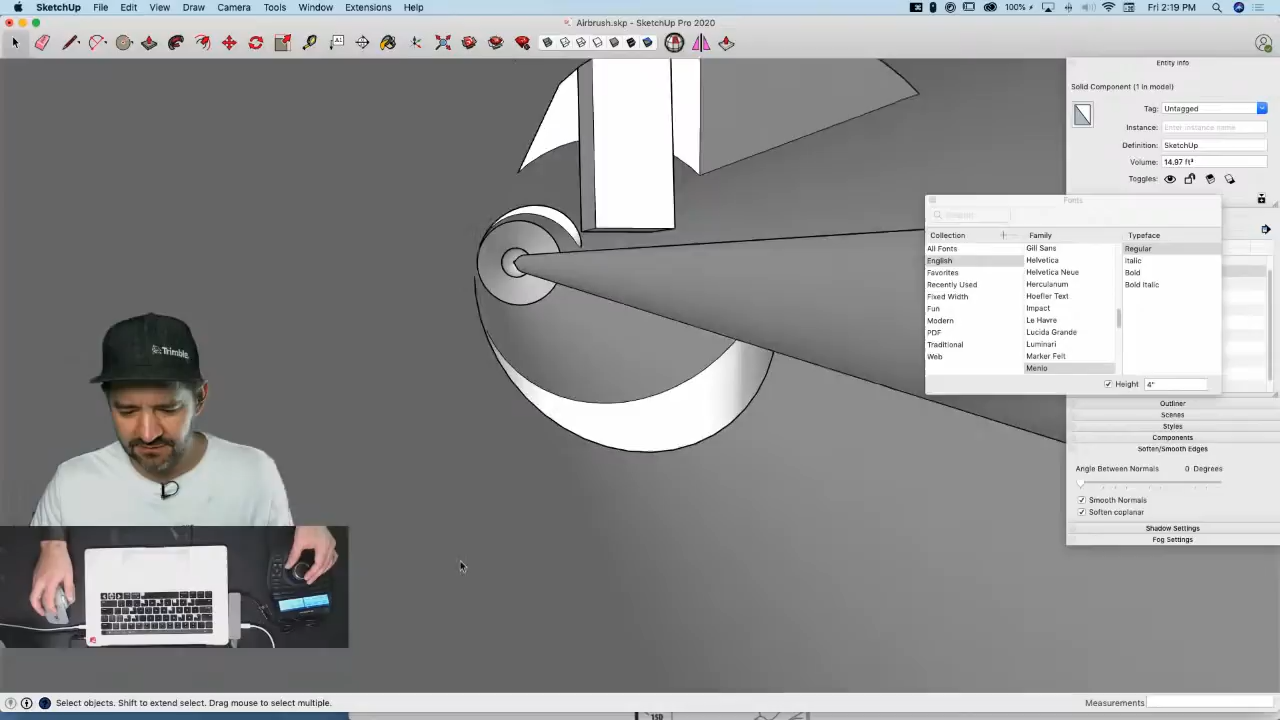 SketchUp File Edit View Draw Camera Tools Window Extensions Help
100% Fri 2:19 PM
Airbrush.skp - SketchUp Pro 2020
Entity Info
Solid Component (1 in model)
Tag: Untagged
Instance: Enter instance name
Definition: SketchUp
Volume: 14.97 ft³
Toggles:
Fonts
Collection Family Typeface
All Fonts Gill Sans Regular
English Helvetica Italic
Favorites Helvetica Neue Bold
Recently Used Herculanum Bold Italic
Fixed Width Hoefler Text
Fun Impact
Modern Le Havre
PDF Lucida Grande
Traditional Luminari
Web Marker Felt
Menlo
Height 4"
Outliner
Scenes
Styles
Components
Soften/Smooth Edges
Angle Between Normals 0 Degrees
Smooth Normals
Soften coplanar
Shadow Settings
Fog Settings
Trimble.
Select objects. Shift to extend select. Drag mouse to select multiple.
Measurements